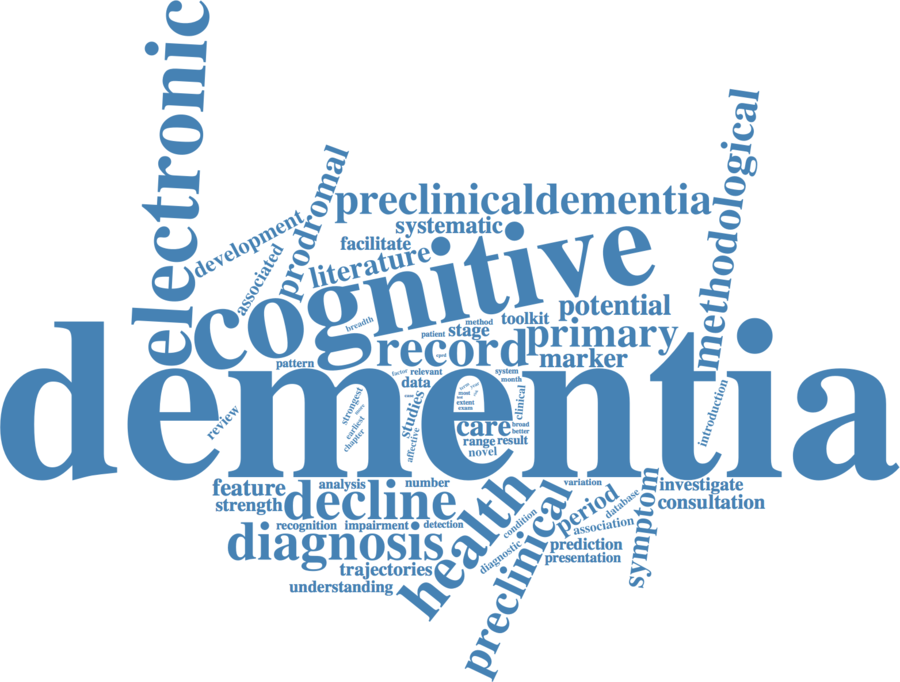 electronic
methodological
prodromal
preclinicaldementia
development
systematic
associated
facilitate
literature
cognitive
potential
toolkit
breadth
method
stage
patient
primary
record
marker
pattern
factor
relevant
system
data
month
dementia
review
strongest
earliest
chapter
studies
affective
extent
exam
clinical
care
broad
better
range
result
novel
introduction
feature
analysis
number
variation
investigate
strength
decline
health
preclinical
period
database
symptom
consultation
recognition
impairment
detection
condition
association
diagnosis
diagnostic
prediction
trajectories
presentation
understanding